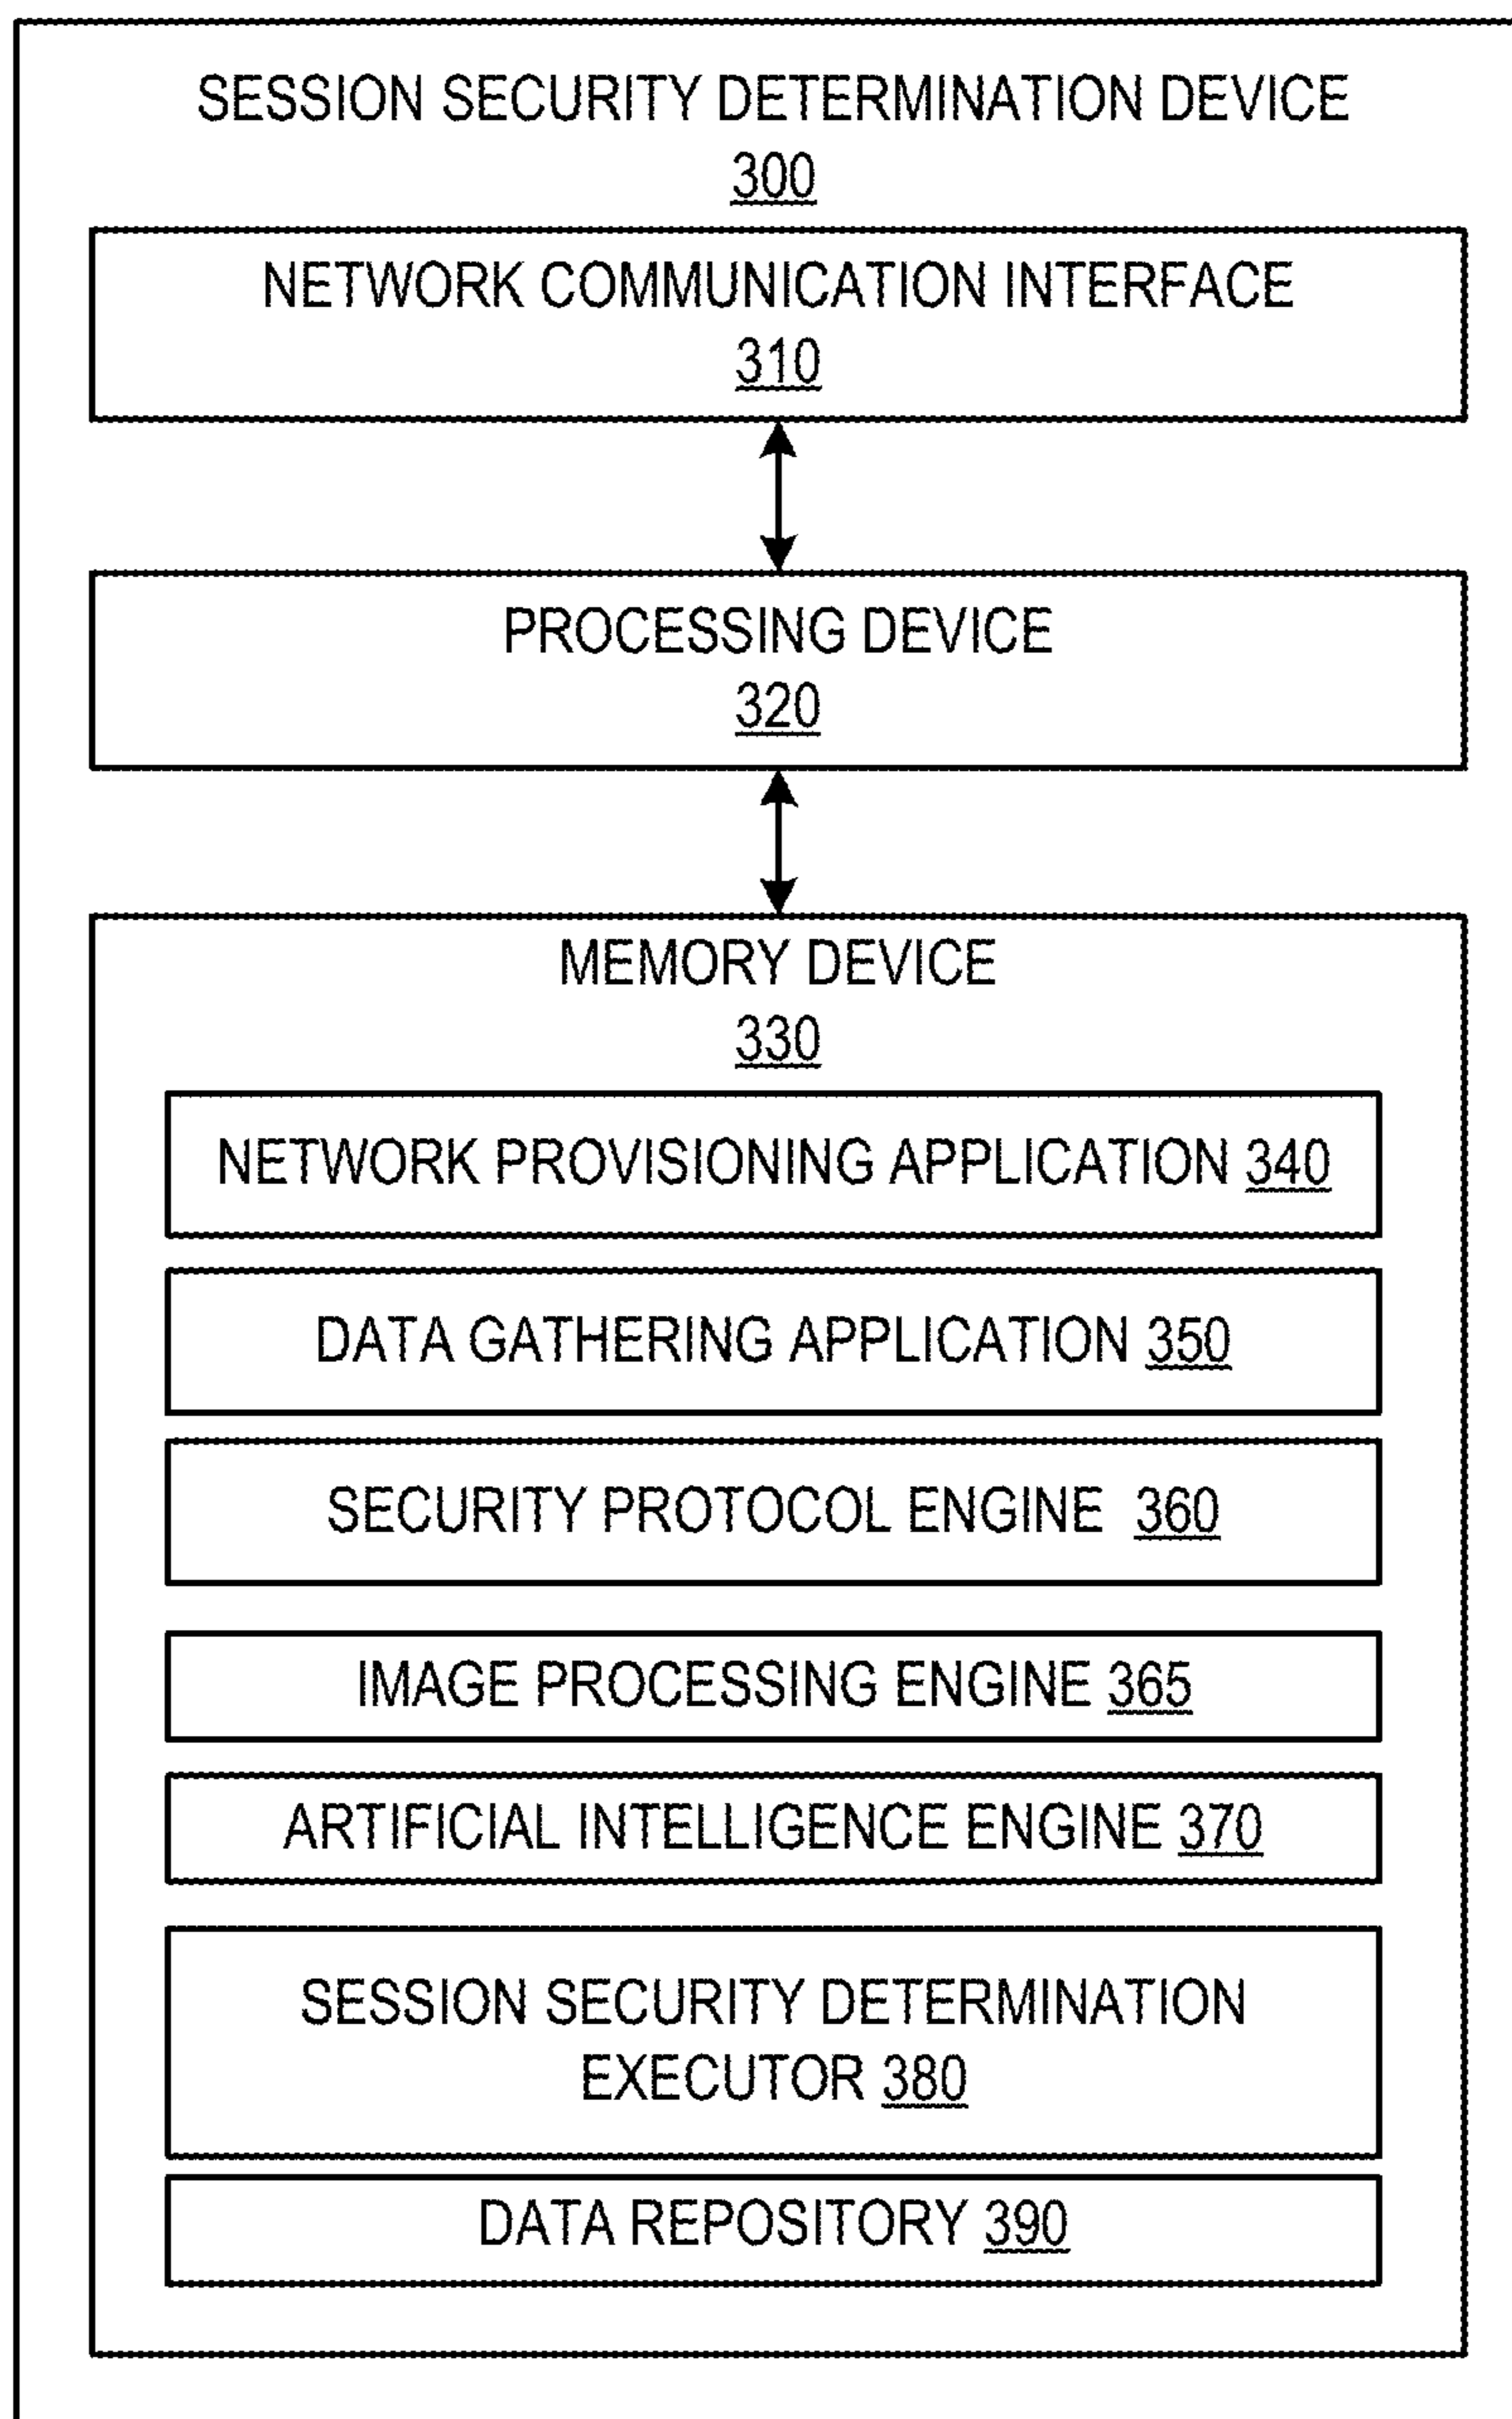 SESSION SECURITY DETERMINATION DEVICE
300
NETWORK COMMUNICATION INTERFACE
310
PROCESSING DEVICE
320
MEMORY DEVICE
330
NETWORK PROVISIONING APPLICATION 340
DATA GATHERING APPLICATION 350
SECURITY PROTOCOL ENGINE 360
IMAGE PROCESSING ENGINE 365
ARTIFICIAL INTELLIGENCE ENGINE 370
SESSION SECURITY DETERMINATION
EXECUTOR 380
DATA REPOSITORY 390